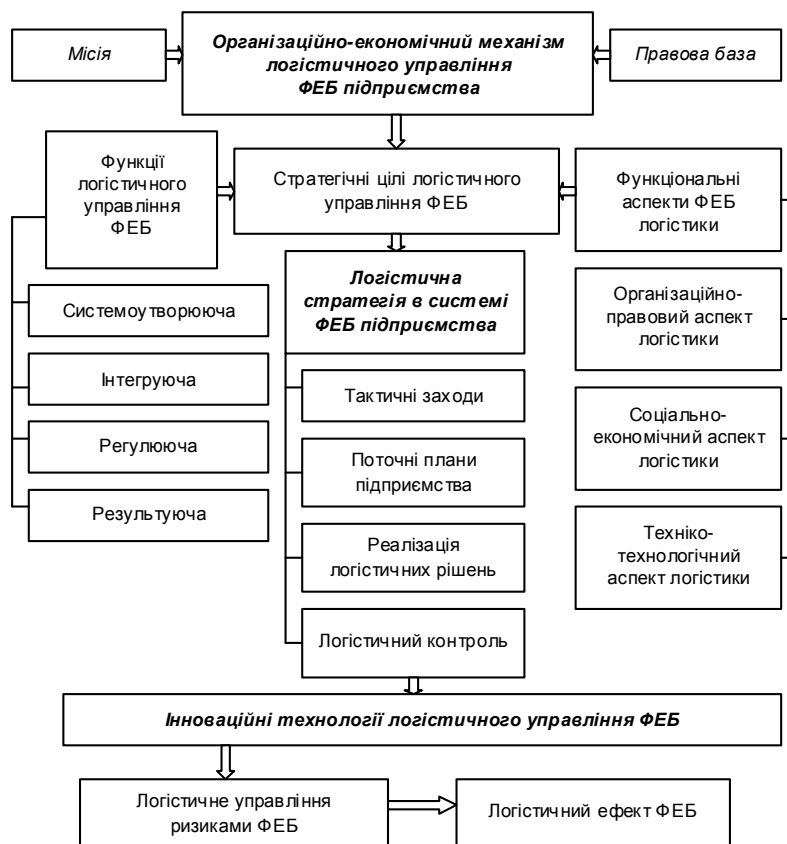 Місія
Організаційно-економічний механізм
логістичного управління
ФЕБ підприємства
Правова база
Функції
логістичного
управління
ФЕБ
Стратегічні цілі логістичного
управління ФЕБ
Функціональні
аспекти ФЕБ
логістики
Системоутворююча
Інтегруюча
Регулююча
Результуюча
Логістична
стратегія в системі
ФЕБ підприємства
Тактичні заходи
Поточні плани
підприємства
Реалізація
логістичних рішень
Логістичний контроль
Організаційно-
правовий аспект
логістики
Соціально-
економічний аспект
логістики
Техніко-
технологічний
аспект логістики
Інноваційні технології логістичного управління ФЕБ
Логістичне управління
ризиками ФЕБ
Логістичний ефект ФЕБ